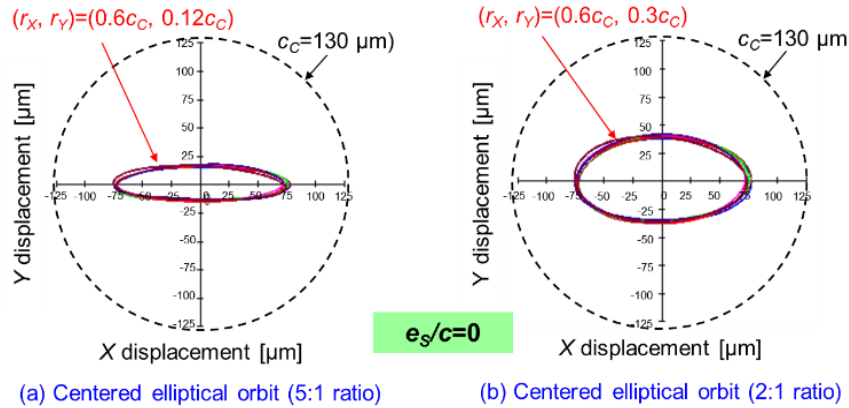 (rX, rY)=(0.6cC, 0.12cC)
cC=130 µm)
125
100
75
50
25
-125 -100 -75 -50 -25 0 25 50 75 100 125
-25
-50
-75
-100
-125
Y displacement [µm]
X displacement [µm]
(a) Centered elliptical orbit (5:1 ratio)
eS/c=0
(rX, rY)=(0.6cC, 0.3cC)
cC=130 µm
125
100
75
50
25
-125 -100 -75 -50 -25 0 25 50 75 100 125
-25
-50
-75
-100
-125
Y displacement [µm]
X displacement [µm]
(b) Centered elliptical orbit (2:1 ratio)